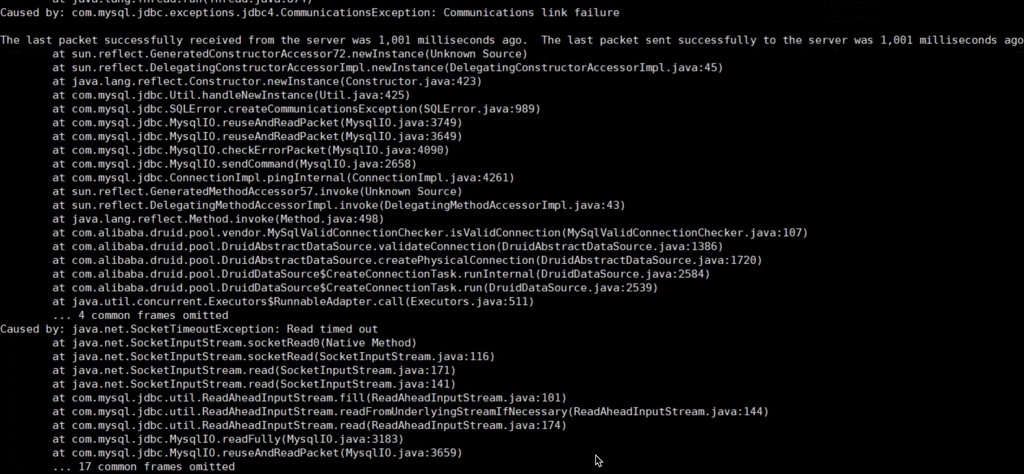 at java.lang.Thread.run(Thread.java:874)
Caused by: com.mysql.jdbc.exceptions.jdbc4.CommunicationsException: Communications link failure
The last packet successfully received from the server was 1,001 milliseconds ago.  The last packet sent successfully to the server was 1,001 milliseconds ago
at sun.reflect.GeneratedConstructorAccessor72.newInstance(Unknown Source)
at sun.reflect.DelegatingConstructorAccessorImpl.newInstance(DelegatingConstructorAccessorImpl.java:45)
at java.lang.reflect.Constructor.newInstance(Constructor.java:423)
at com.mysql.jdbc.Util.handleNewInstance(Util.java:425)
at com.mysql.jdbc.SQLError.createCommunicationsException(SQLError.java:989)
at com.mysql.jdbc.MysqlIO.reuseAndReadPacket(MysqlIO.java:3749)
at com.mysql.jdbc.MysqlIO.reuseAndReadPacket(MysqlIO.java:3649)
at com.mysql.jdbc.MysqlIO.checkErrorPacket(MysqlIO.java:4090)
at com.mysql.jdbc.MysqlIO.sendCommand(MysqlIO.java:2658)
at com.mysql.jdbc.ConnectionImpl.pingInternal(ConnectionImpl.java:4261)
at sun.reflect.GeneratedMethodAccessor57.invoke(Unknown Source)
at sun.reflect.DelegatingMethodAccessorImpl.invoke(DelegatingMethodAccessorImpl.java:43)
at java.lang.reflect.Method.invoke(Method.java:498)
at com.alibaba.druid.pool.vendor.MySqlValidConnectionChecker.isValidConnection(MySqlValidConnectionChecker.java:107)
at com.alibaba.druid.pool.DruidAbstractDataSource.validateConnection(DruidAbstractDataSource.java:1386)
at com.alibaba.druid.pool.DruidAbstractDataSource.createPhysicalConnection(DruidAbstractDataSource.java:1720)
at com.alibaba.druid.pool.DruidDataSource$CreateConnectionTask.runInternal(DruidDataSource.java:2584)
at com.alibaba.druid.pool.DruidDataSource$CreateConnectionTask.run(DruidDataSource.java:2539)
at java.util.concurrent.Executors$RunnableAdapter.call(Executors.java:511)
... 4 common frames omitted
Caused by: java.net.SocketTimeoutException: Read timed out
at java.net.SocketInputStream.socketRead0(Native Method)
at java.net.SocketInputStream.socketRead(SocketInputStream.java:116)
at java.net.SocketInputStream.read(SocketInputStream.java:171)
at java.net.SocketInputStream.read(SocketInputStream.java:141)
at com.mysql.jdbc.util.ReadAheadInputStream.fill(ReadAheadInputStream.java:101)
at com.mysql.jdbc.util.ReadAheadInputStream.readFromUnderlyingStreamIfNecessary(ReadAheadInputStream.java:144)
at com.mysql.jdbc.util.ReadAheadInputStream.read(ReadAheadInputStream.java:174)
at com.mysql.jdbc.MysqlIO.readFully(MysqlIO.java:3183)
at com.mysql.jdbc.MysqlIO.reuseAndReadPacket(MysqlIO.java:3659)
... 17 common frames omitted